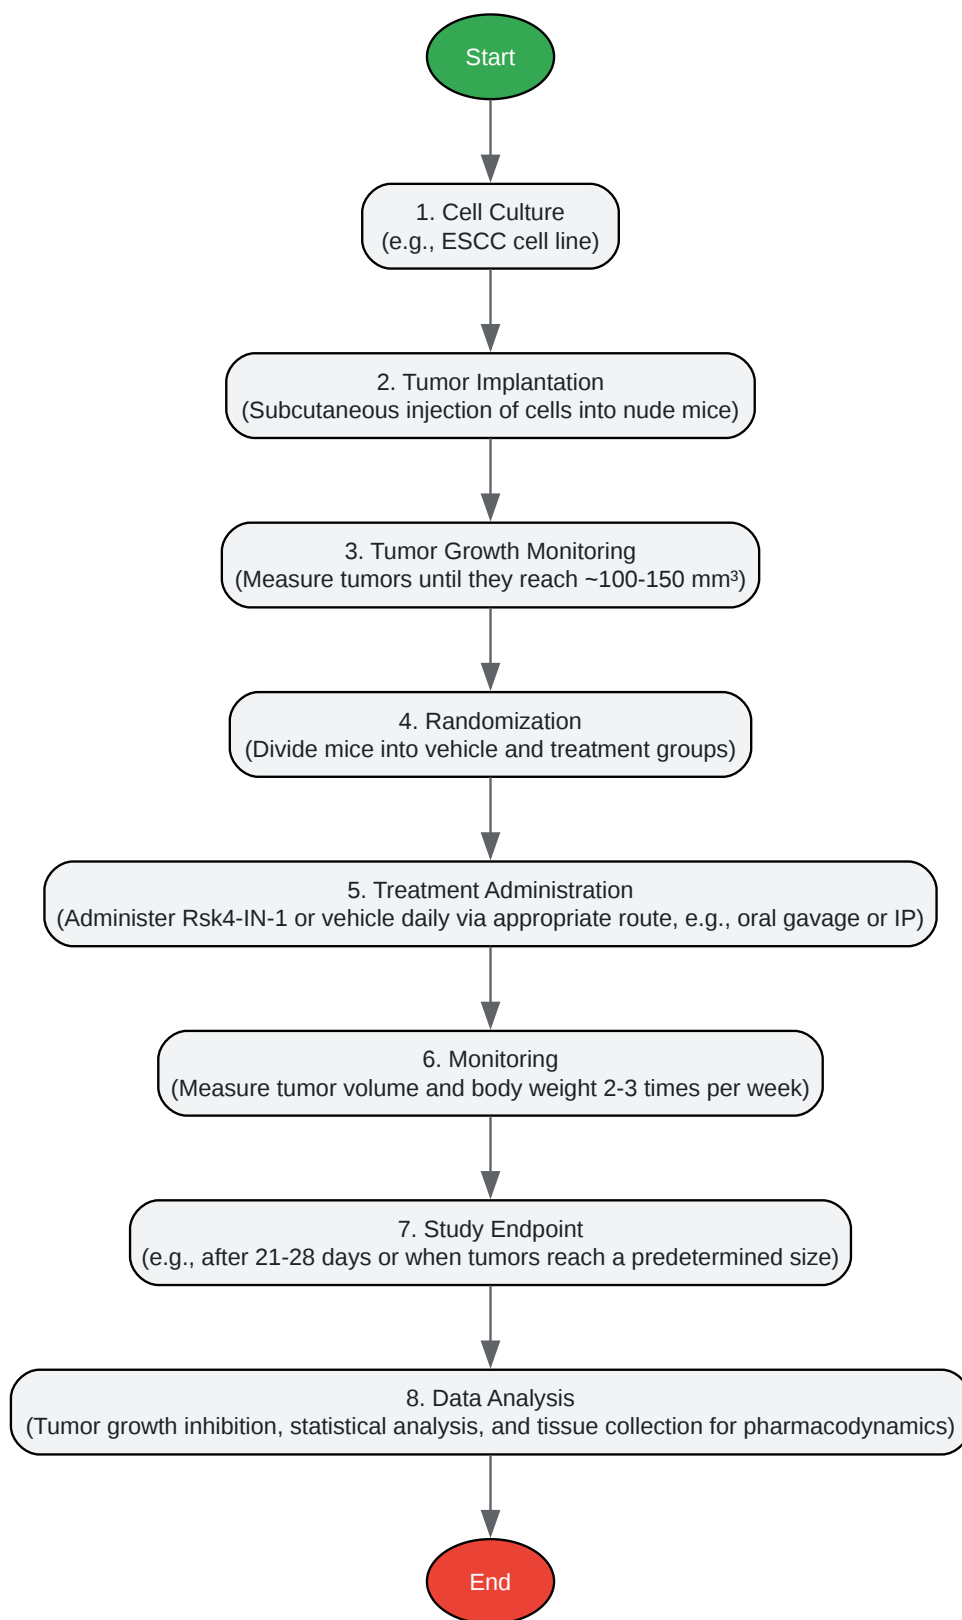 Start
1. Cell Culture
(e.g., ESCC cell line)
2. Tumor Implantation
(Subcutaneous injection of cells into nude mice)
3. Tumor Growth Monitoring
(Measure tumors until they reach ~100-150 mm³)
4. Randomization
(Divide mice into vehicle and treatment groups)
5. Treatment Administration
(Administer Rsk4-IN-1 or vehicle daily via appropriate route, e.g., oral gavage or IP)
6. Monitoring
(Measure tumor volume and body weight 2-3 times per week)
7. Study Endpoint
(e.g., after 21-28 days or when tumors reach a predetermined size)
8. Data Analysis
(Tumor growth inhibition, statistical analysis, and tissue collection for pharmacodynamics)
End